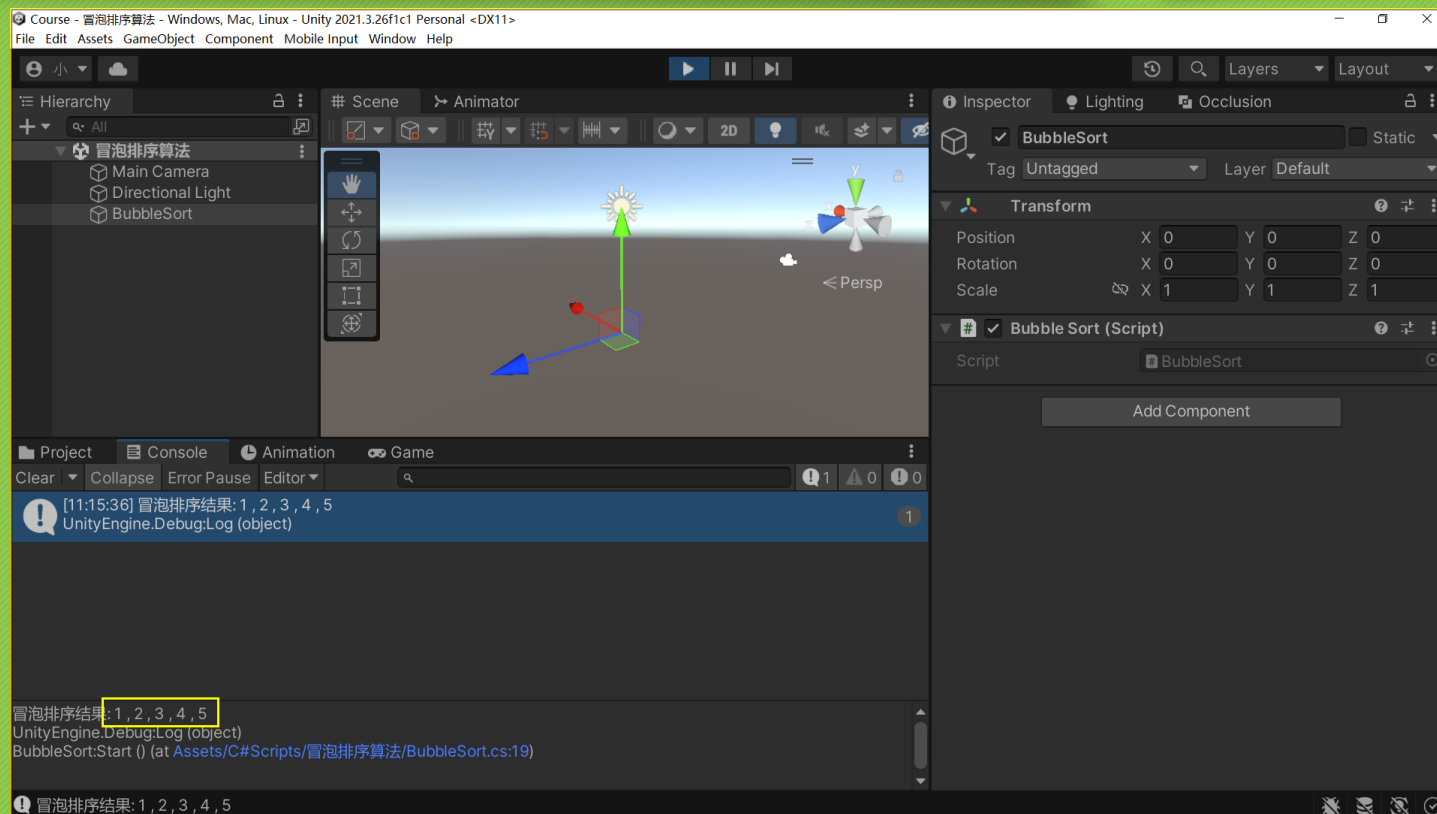 Course - 冒泡排序算法 - Windows, Mac, Linux - Unity 2021.3.26f1c1 Personal <DX11>
File Edit Assets GameObject Component Mobile Input Window Help
小 Layers Layout
Hierarchy
All
冒泡排序算法
Main Camera
Directional Light
BubbleSort
Scene Animator
2D
y
z
Persp
Inspector Lighting Occlusion
BubbleSort Static
Tag Untagged Layer Default
Transform
Position X 0 Y 0 Z 0
Rotation X 0 Y 0 Z 0
Scale X 1 Y 1 Z 1
# Bubble Sort (Script)
Script BubbleSort
Add Component
Project Console Animation Game
Clear Collapse Error Pause Editor 1 0 0
[11:15:36] 冒泡排序结果: 1 , 2 , 3 , 4 , 5
UnityEngine.Debug:Log (object)
1
冒泡排序结果: 1 , 2 , 3 , 4 , 5
UnityEngine.Debug:Log (object)
BubbleSort:Start () (at Assets/C#Scripts/冒泡排序算法/BubbleSort.cs:19)
冒泡排序结果: 1 , 2 , 3 , 4 , 5